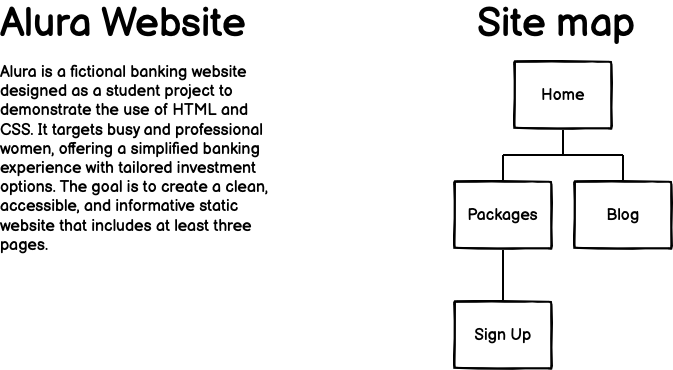 Alura Website
Alura is a fictional banking website
designed as a student project to
demonstrate the use of HTML and
CSS. It targets busy and professional
women, offering a simplified banking
experience with tailored investment
options. The goal is to create a clean,
accessible, and informative static
website that includes at least three
pages.
Site map
Home
Packages
Blog
Sign Up